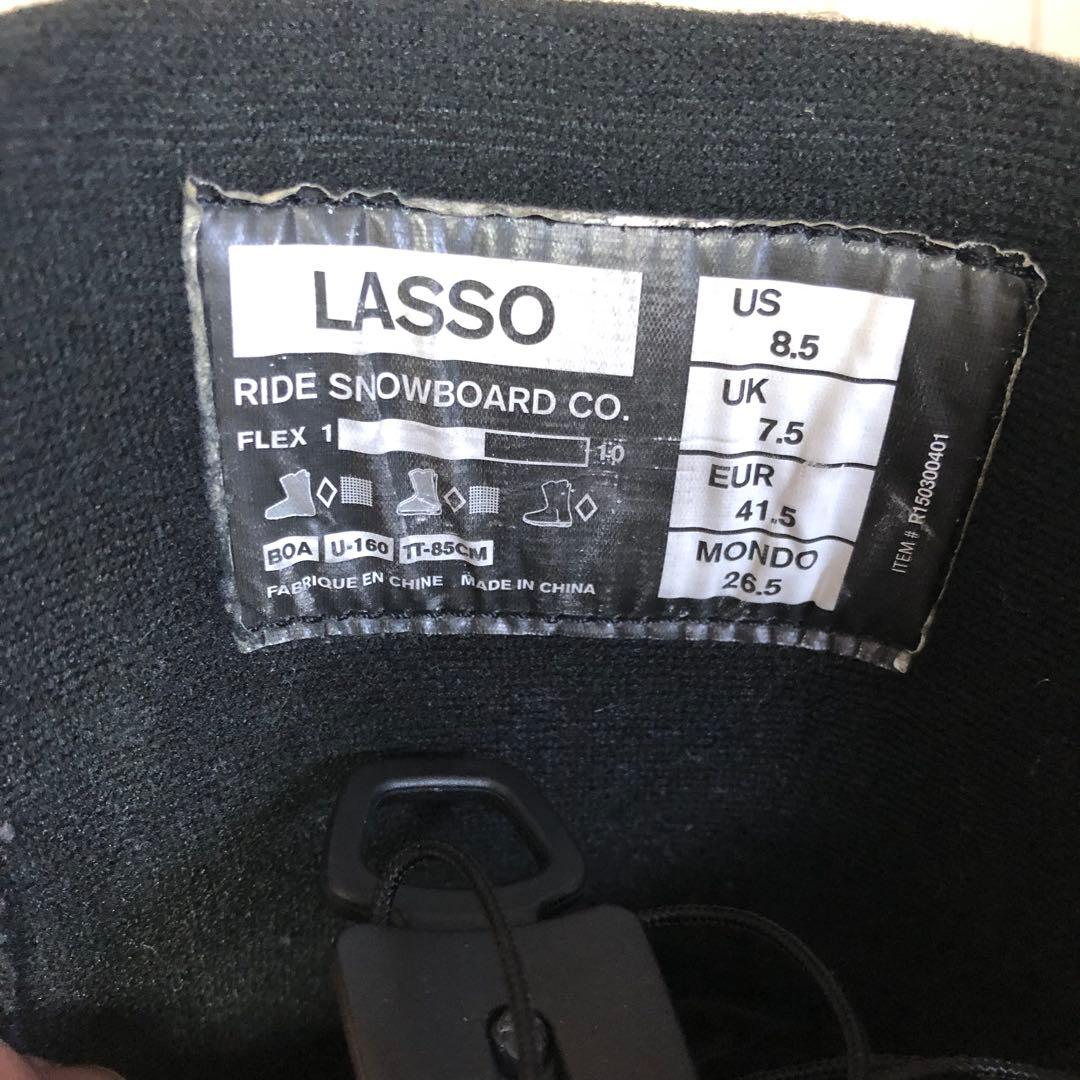 LASSO
RIDE SNOWBOARD CO.
FLEX 1 10
BOA U-160 TT-85CM
FABRIQUE EN CHINE MADE IN CHINA
US
8.5
UK
7.5
EUR
41.5
MONDO
26.5
ITEM # R150300401